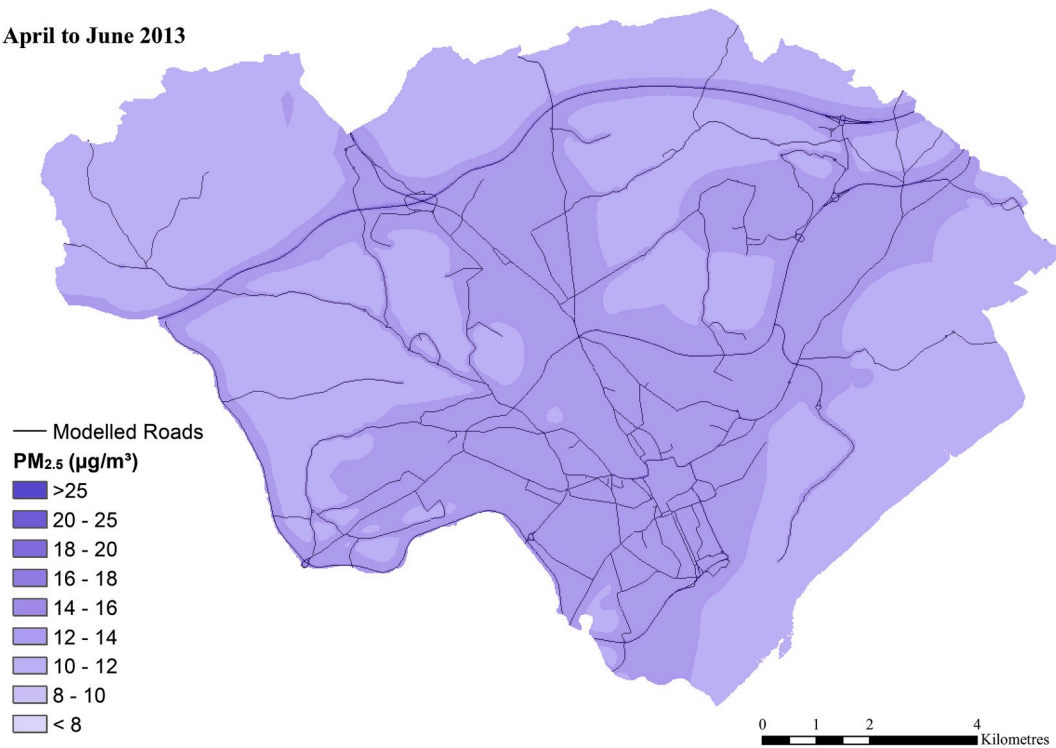 April to June 2013
Modelled Roads
PM2.5 (µg/m³)
>25
20 - 25
18 - 20
16 - 18
14 - 16
12 - 14
10 - 12
8 - 10
< 8
0 1 2 4
Kilometres